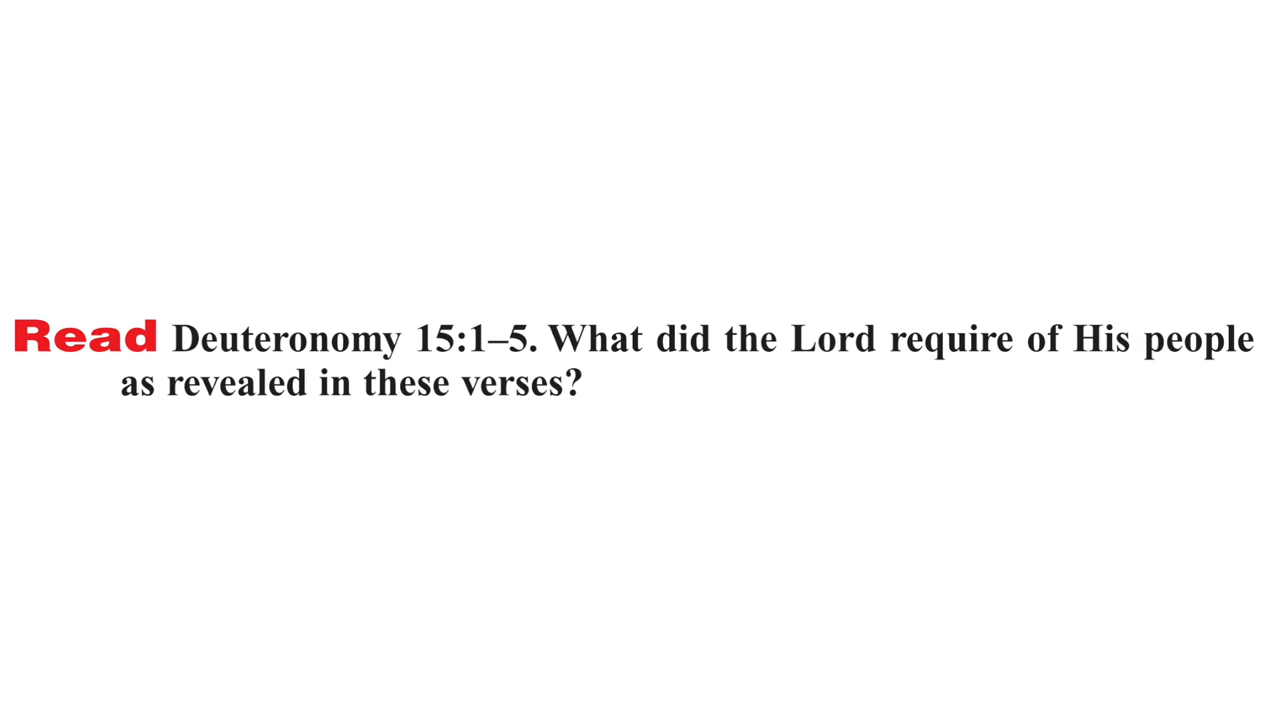 Read Deuteronomy 15:1–5. What did the Lord require of His people
as revealed in these verses?